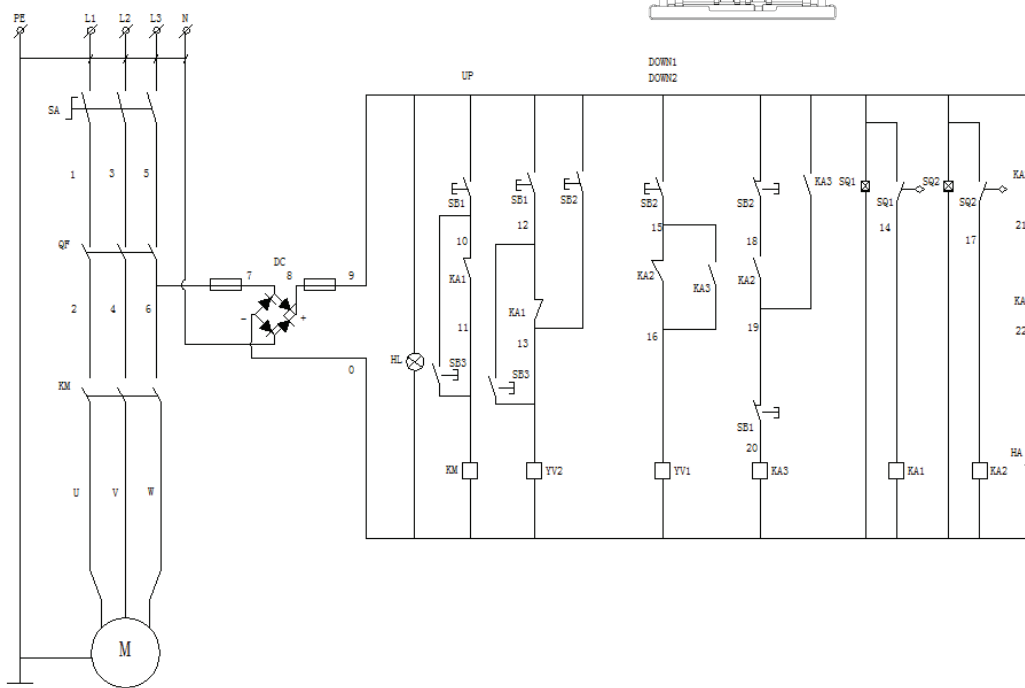 PE L1 L2 L3 N
DOWN1
UP DOWN2
SA
1 3 5 SB1 SB1 SB2 SB2 SB2 KA3 SQ1 SQ1 SQ2 SQ2 KA
12 15 14 21
10 18 17
QF DC KA1 KA2 KA2
7 8 9 KA3
2 4 6 - + KA1 KA
11 13 16 19 22
0 HL SB3 SB3
KM
SB1
20 HA
KM YV2 YV1 KA3 KA1 KA2
U V W
M